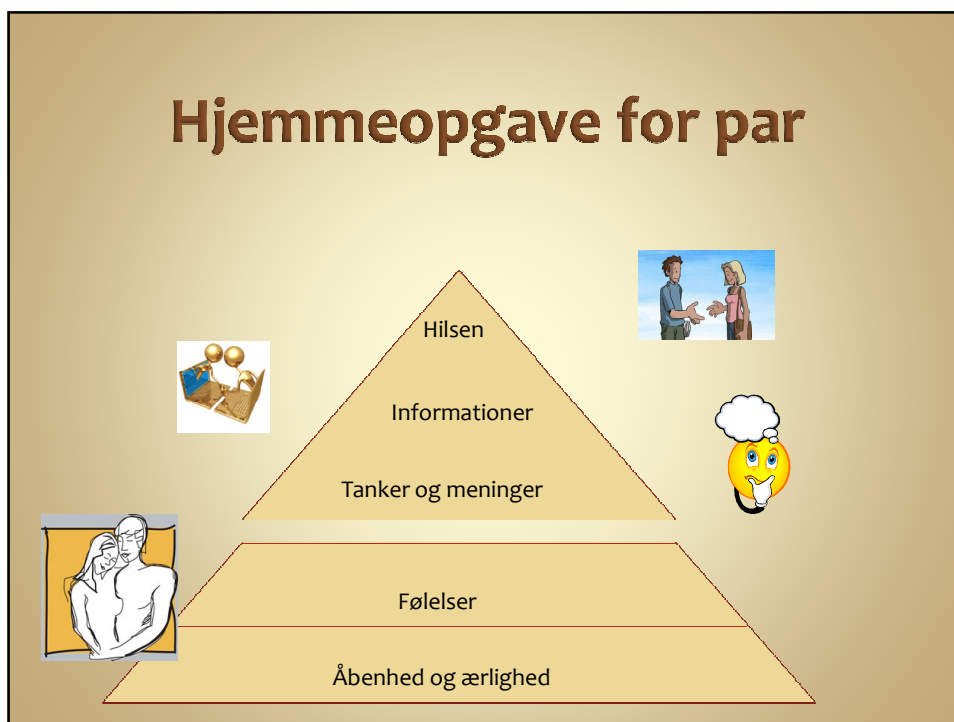 Hjemmeopgave for par
Hilsen
Informationer
Tanker og meninger
Følelser
Åbenhed og ærlighed